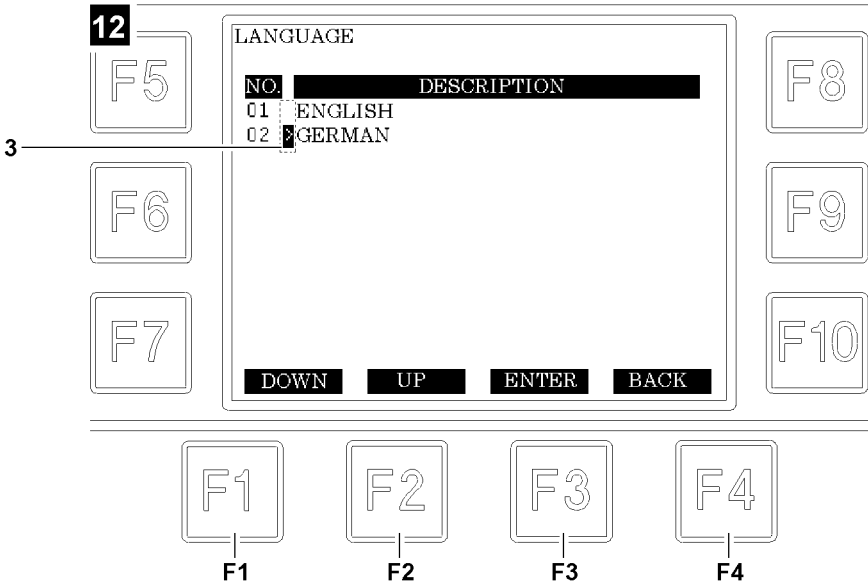 12
LANGUAGE
F5
F8
NO. DESCRIPTION
01 ENGLISH
02 >GERMAN
3
F6
F9
F7
F10
DOWN UP ENTER BACK
F1 F2 F3 F4
F1 F2 F3 F4